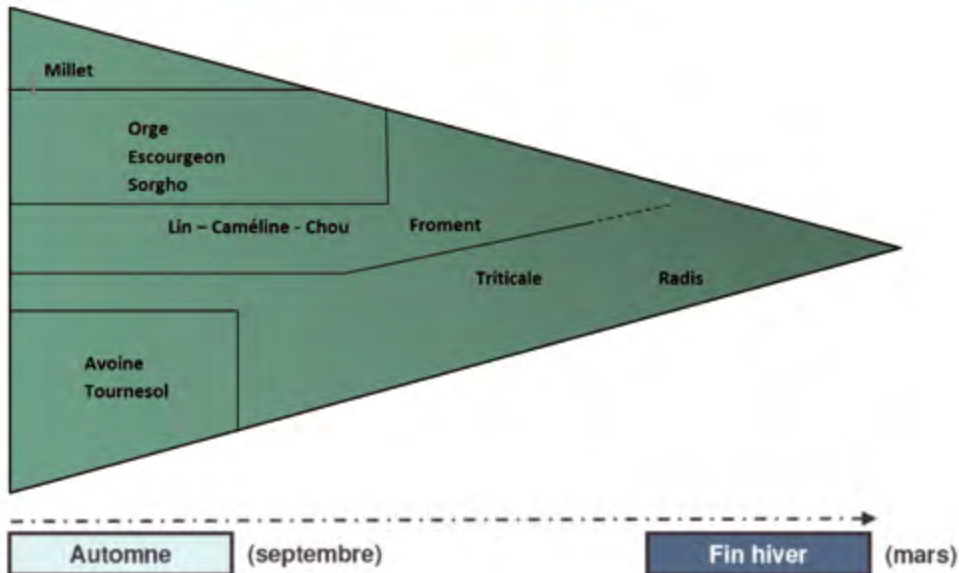 Millet
Orge
Escourgeon
Sorgho
Lin – Caméline - Chou
Froment
Triticale
Radis
Avoine
Tournesol
Automne
(septembre)
Fin hiver
(mars)